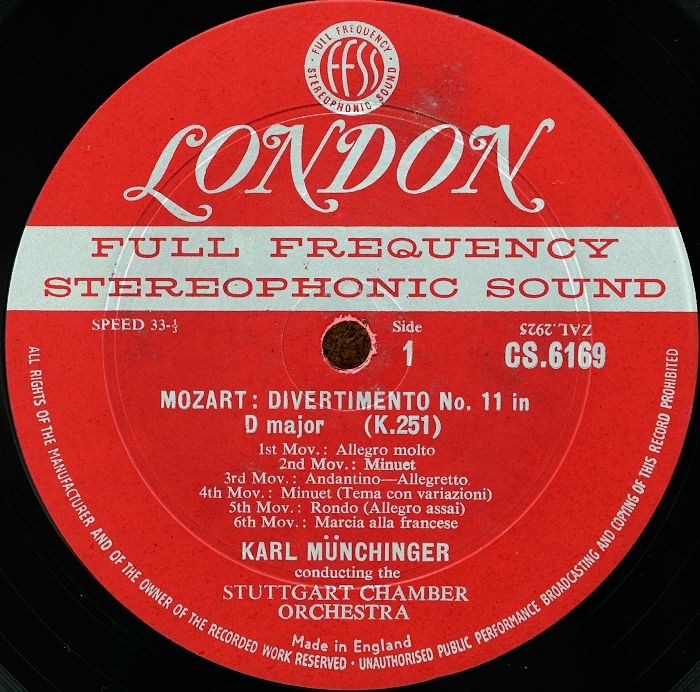 · FULL FREQUENCY ·
FFSS
STEREOPHONIC SOUND
LONDON
FULL FREQUENCY
STEREOPHONIC SOUND
SPEED 33-⅓
Side
1
ZAL.2925
CS.6169
MOZART: DIVERTIMENTO No. 11 in
D major (K.251)
1st Mov.: Allegro molto
2nd Mov.: Minuet
3rd Mov.: Andantino—Allegretto
4th Mov.: Minuet (Tema con variazioni)
5th Mov.: Rondo (Allegro assai)
6th Mov.: Marcia alla francese
KARL MÜNCHINGER
conducting the
STUTTGART CHAMBER
ORCHESTRA
Made in England
ALL RIGHTS OF THE MANUFACTURER AND OF THE OWNER OF THE RECORDED WORK RESERVED · UNAUTHORISED PUBLIC PERFORMANCE BROADCASTING AND COPYING OF THIS RECORD PROHIBITED